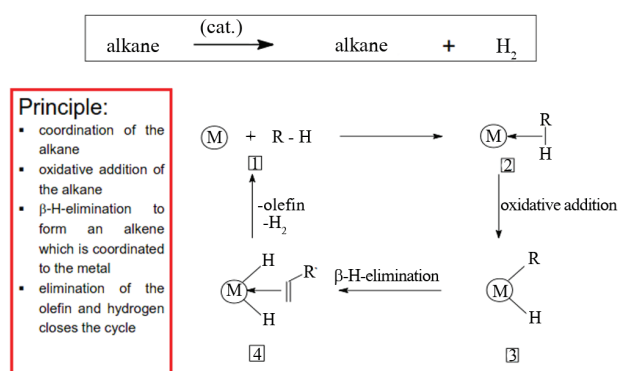 (cat.)
alkane alkane + H₂
Principle:
▪ coordination of the
alkane
▪ oxidative addition of
the alkane
▪ β-H-elimination to
form an alkene
which is coordinated
to the metal
▪ elimination of the
olefin and hydrogen
closes the cycle
M + R - H
1
M R
H
2
-olefin
-H₂
oxidative addition
H
M R'
H
4
β-H-elimination
R
M
H
3